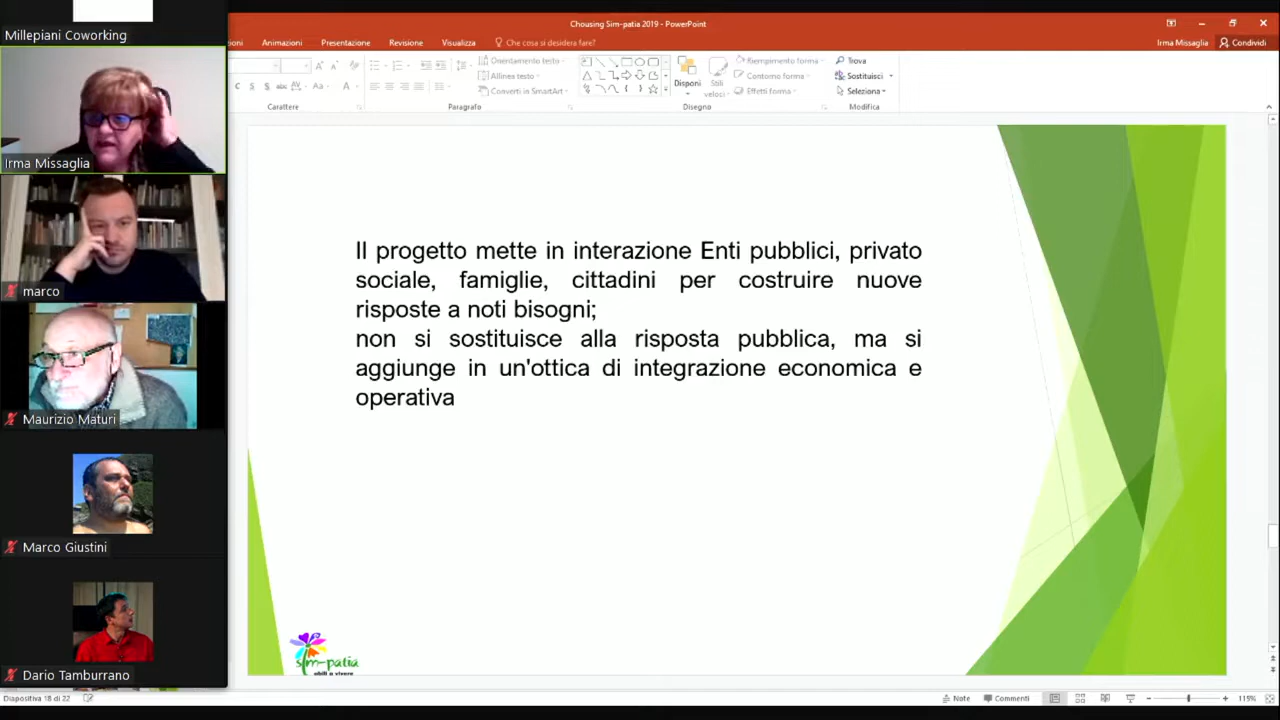 Millepiani Coworking
Irma Missaglia
marco
Maurizio Maturi
Marco Giustini
Dario Tamburrano
Chousing Sim-patia 2019 - PowerPoint
Animazioni
Presentazione
Revisione
Visualizza
Che cosa si desidera fare?
Irma Missaglia
Condividi
Orientamento testo
Allinea testo
Converti in SmartArt
Disponi
Stili veloci
Riempimento forma
Contorno forma
Effetti forma
Trova
Sostituisci
Seleziona
Carattere
Paragrafo
Disegno
Modifica
Il progetto mette in interazione Enti pubblici, privato
sociale, famiglie, cittadini per costruire nuove
risposte a noti bisogni;
non si sostituisce alla risposta pubblica, ma si
aggiunge in un'ottica di integrazione economica e
operativa
sim-patia
abili a vivere
Diapositiva 18 di 22
Note
Commenti
115%